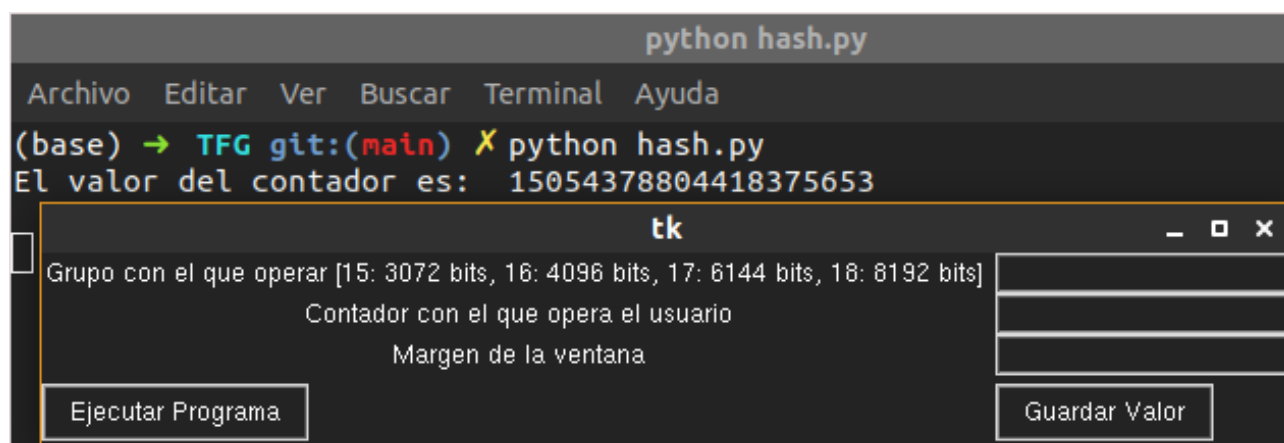 python hash.py
Archivo Editar Ver Buscar Terminal Ayuda
(base) → TFG git:(main) ✗ python hash.py
El valor del contador es: 15054378804418375653
tk
Grupo con el que operar [15: 3072 bits, 16: 4096 bits, 17: 6144 bits, 18: 8192 bits]
Contador con el que opera el usuario
Margen de la ventana
Ejecutar Programa Guardar Valor